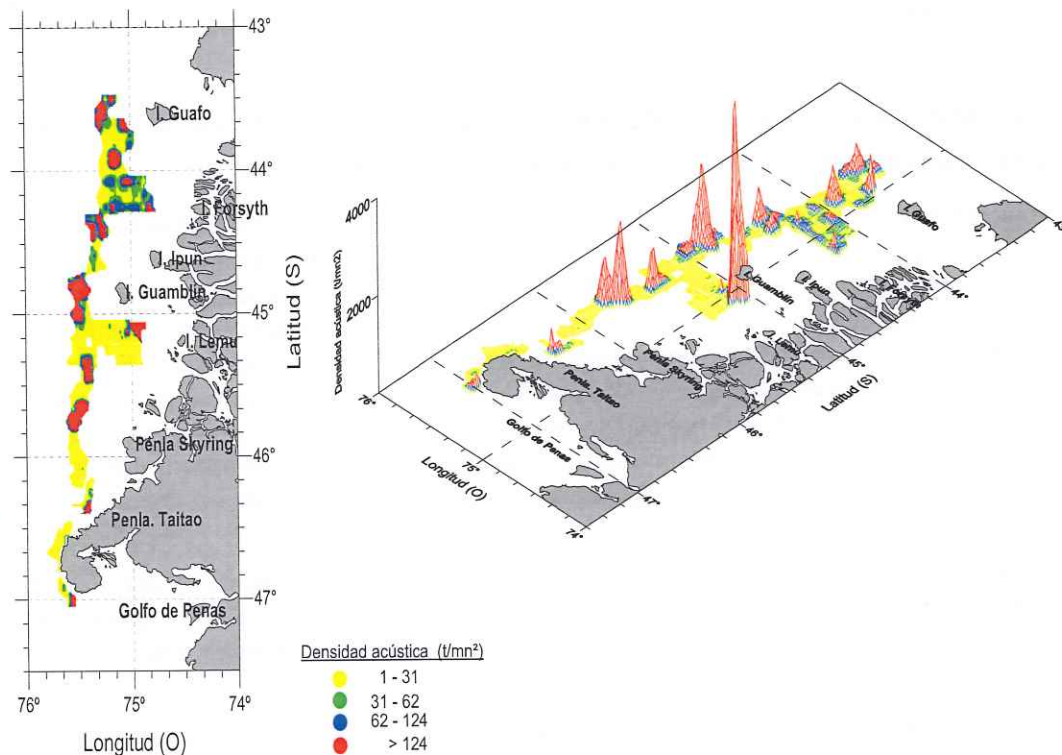 43°
44°
45°
46°
47°
Latitud (S)
I. Guafo
I. Forsyth
I. Ipun
I. Guamblin
I. Lemu
Penla Skyring
Penla. Taitao
Golfo de Penas
76°
75°
74°
Longitud (O)
Densidad acústica (t/mn²)
1 - 31
31 - 62
62 - 124
> 124
4000
2000
Densidad acústica (t/mn2)
I. Guafo
I. Guamblin
I. Ipun
Penla Skyring
Penla. Taitao
Golfo de Penas
76°
75°
74°
Longitud (O)
47°
46°
45°
44°
Latitud (S)